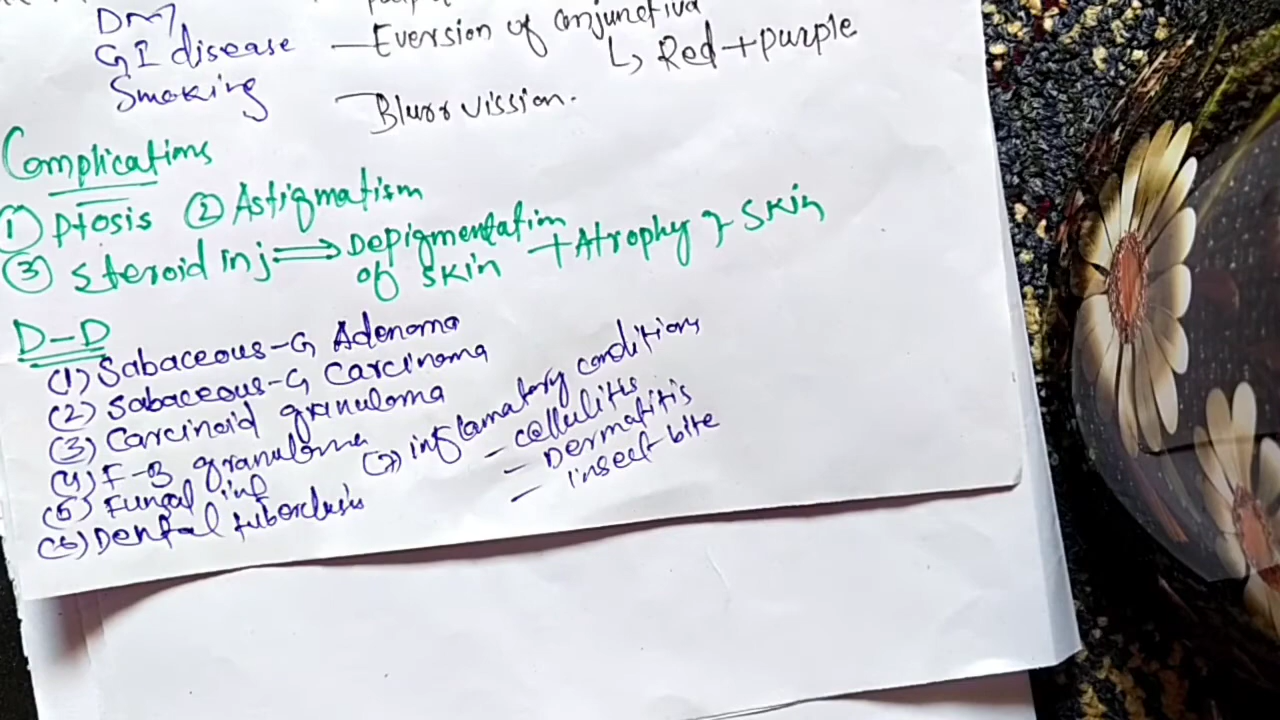 DM
GI disease
Smoking
— Eversion of conjunctiva
↳ Red + purple
— Blurr vission.
Complications
① Ptosis ② Astigmatism
③ Steroid inj ⟹ Depigmentation of skin + Atrophy of skin
D-D
(1) Sabaceous-G Adenoma
(2) Sabaceous-G Carcinoma
(3) Carcinoid granuloma
(4) F-B granuloma
(5) Fungal inf
(6) Dental tuberclusis
(7) inflamatory conditions
— cellulitis
— Dermatitis
— insect bite